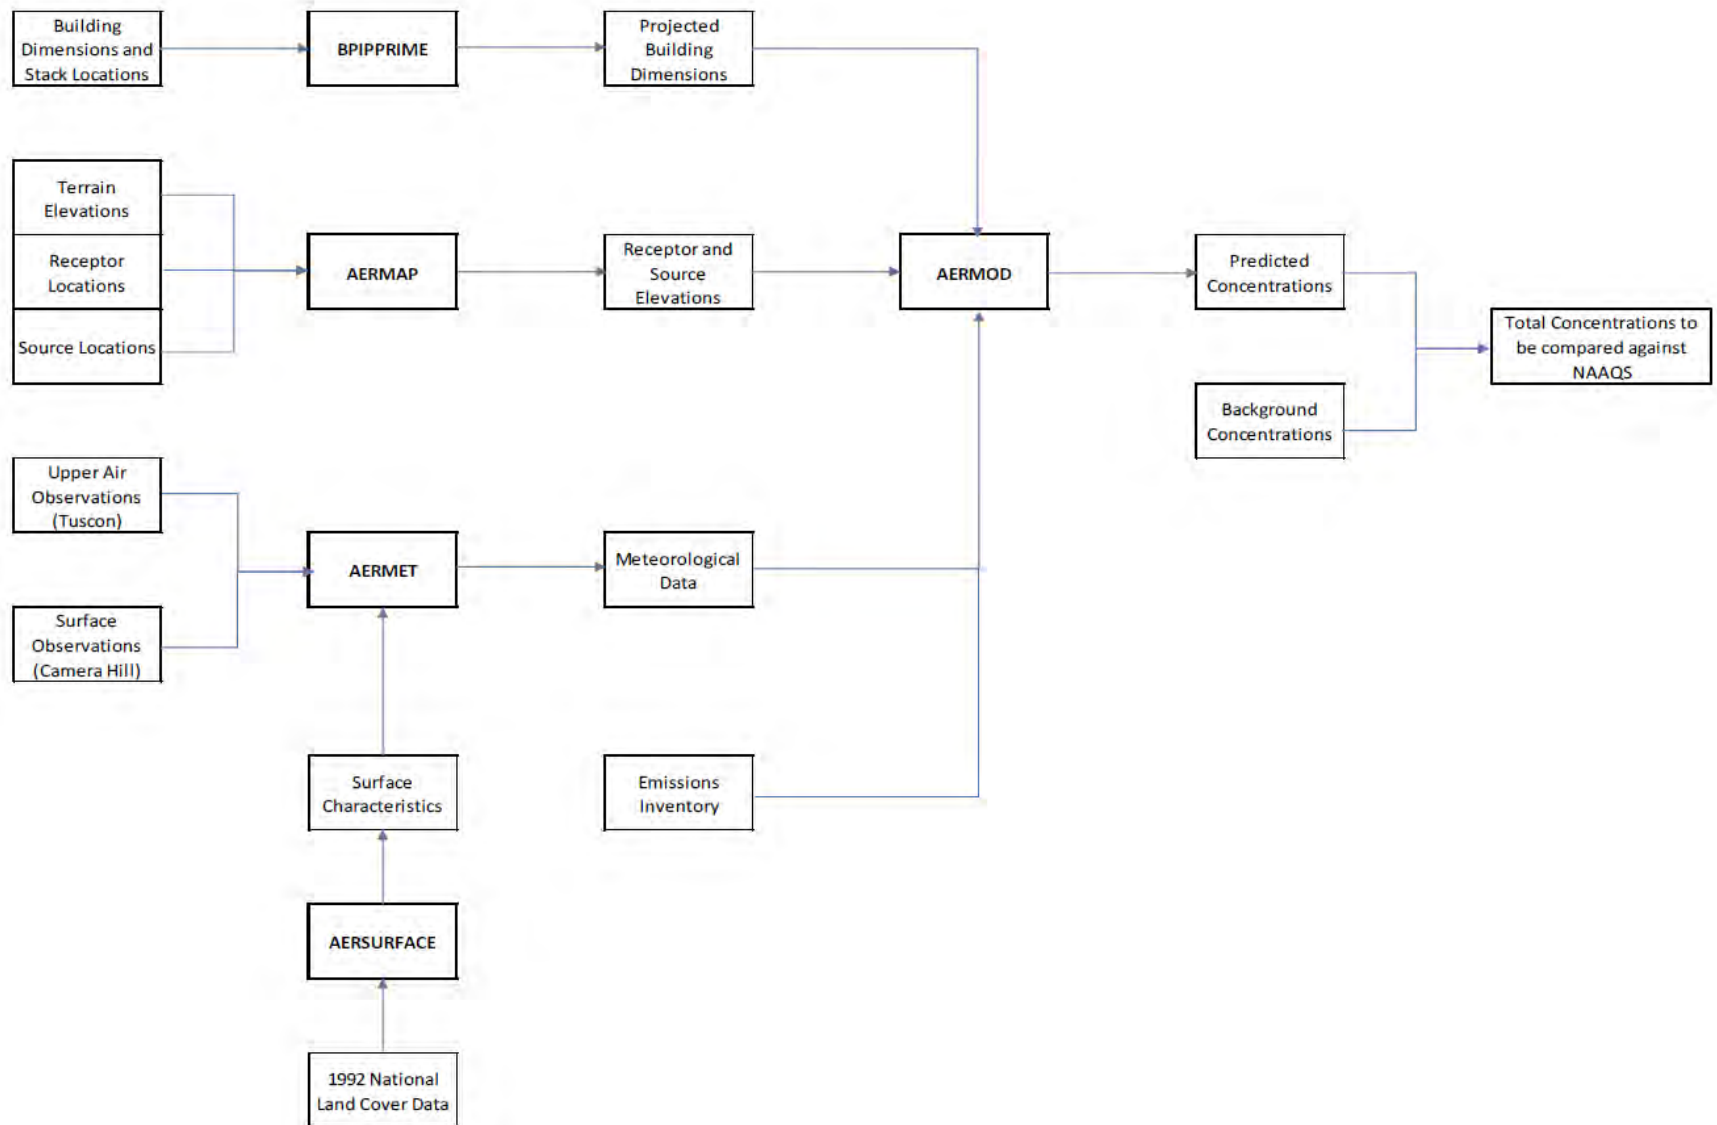 Building
Dimensions and
Stack Locations
BPIPPRIME
Projected
Building
Dimensions
Terrain
Elevations
Receptor
Locations
Source Locations
AERMAP
Receptor and
Source
Elevations
AERMOD
Predicted
Concentrations
Total Concentrations to
be compared against
NAAQS
Background
Concentrations
Upper Air
Observations
(Tuscon)
AERMET
Meteorological
Data
Surface
Observations
(Camera Hill)
Surface
Characteristics
Emissions
Inventory
AERSURFACE
1992 National
Land Cover Data